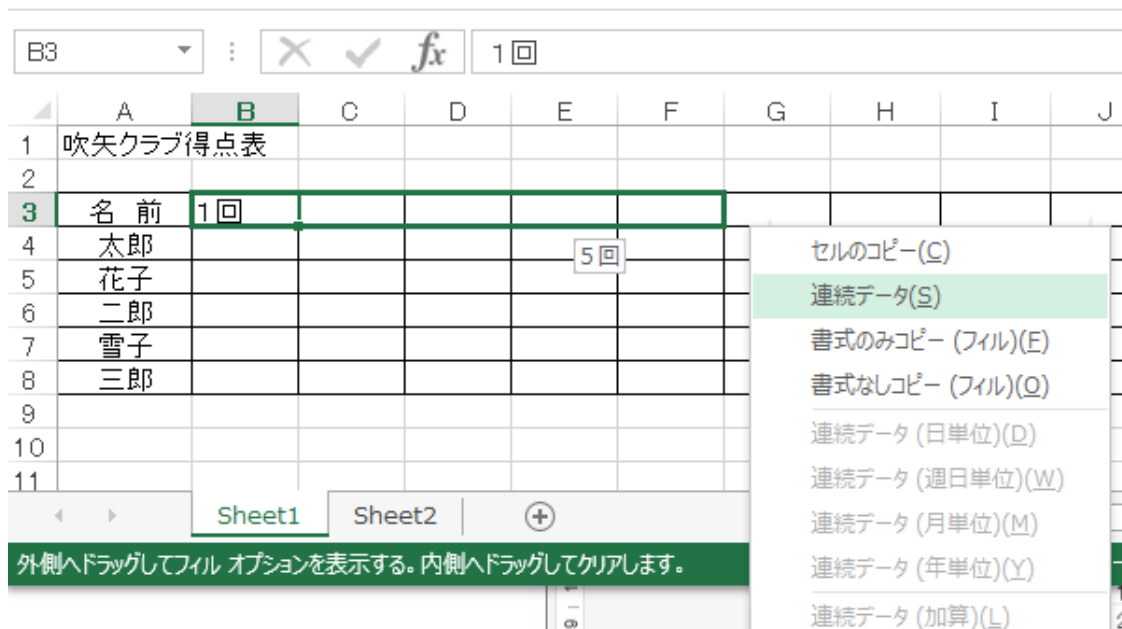 B3 fx 1回
A B C D E F G H I J
1 吹矢クラブ得点表
2
3 名　前 1回
4 太郎
5 花子
6 二郎
7 雪子
8 三郎
9
10
11
5回
セルのコピー(C)
連続データ(S)
書式のみコピー (フィル)(F)
書式なしコピー (フィル)(O)
連続データ (日単位)(D)
連続データ (週日単位)(W)
連続データ (月単位)(M)
連続データ (年単位)(Y)
連続データ (加算)(L)
Sheet1 Sheet2
外側へドラッグしてフィル オプションを表示する。内側へドラッグしてクリアします。